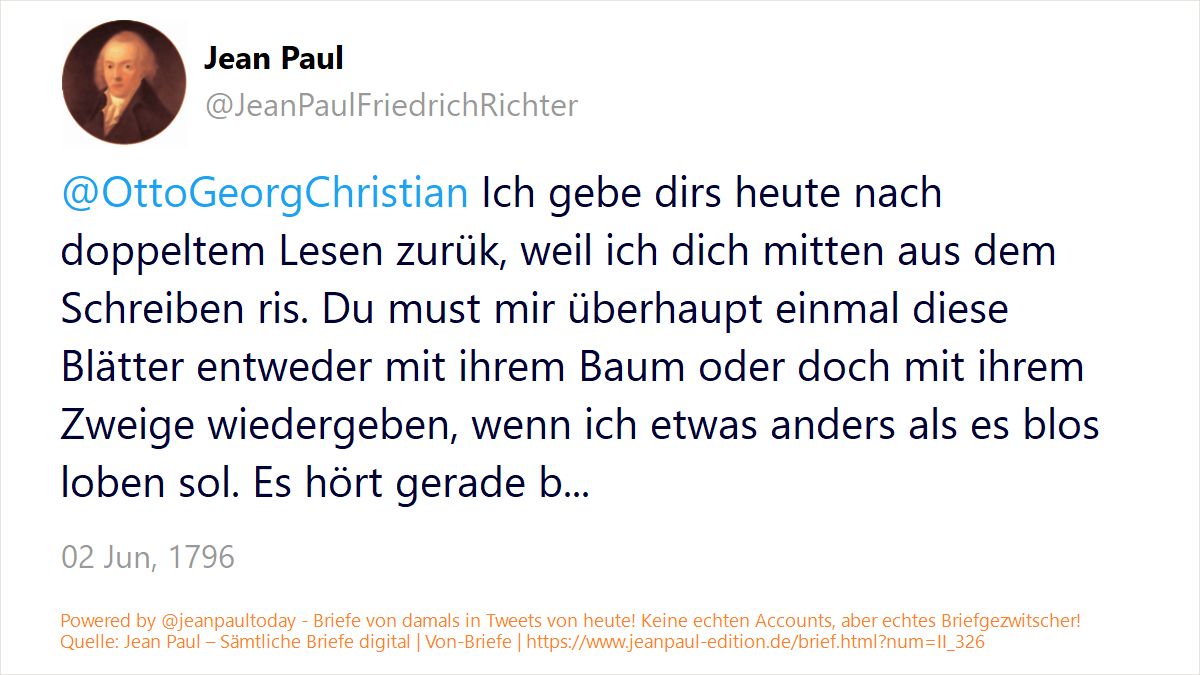 Jean Paul
@JeanPaulFriedrichRichter
@OttoGeorgChristian Ich gebe dirs heute nach
doppeltem Lesen zurük, weil ich dich mitten aus dem
Schreiben ris. Du must mir überhaupt einmal diese
Blätter entweder mit ihrem Baum oder doch mit ihrem
Zweige wiedergeben, wenn ich etwas anders als es blos
loben sol. Es hört gerade b...
02 Jun, 1796
Powered by @jeanpaultoday - Briefe von damals in Tweets von heute! Keine echten Accounts, aber echtes Briefgezwitscher!
Quelle: Jean Paul – Sämtliche Briefe digital | Von-Briefe | https://www.jeanpaul-edition.de/brief.html?num=II_326